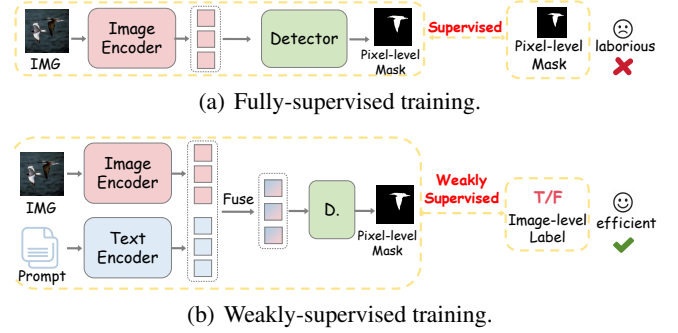 IMG
Image
Encoder
Detector
Pixel-level
Mask
Supervised
Pixel-level
Mask
laborious
(a) Fully-supervised training.
IMG
Image
Encoder
Prompt
Text
Encoder
Fuse
D.
Pixel-level
Mask
Weakly
Supervised
T/F
Image-level
Label
efficient
(b) Weakly-supervised training.